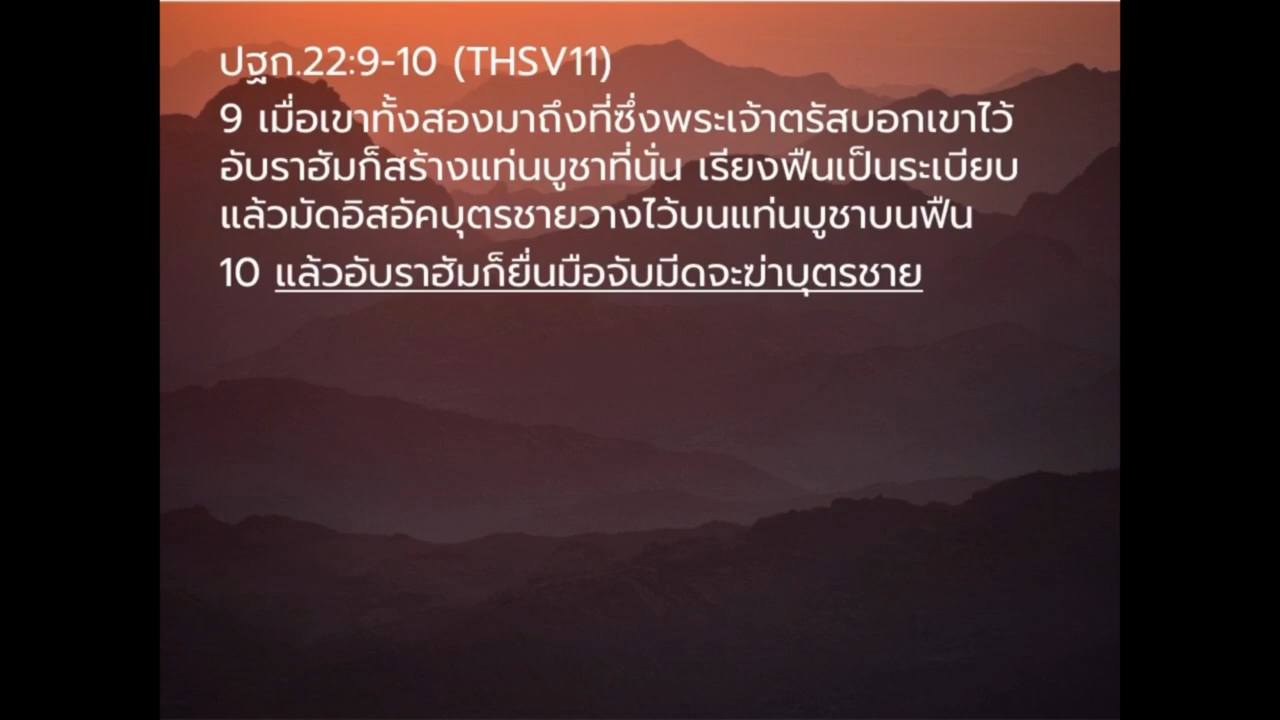 ปฐก.22:9-10 (THSV11)
9 เมื่อเขาทั้งสองมาถึงที่ซึ่งพระเจ้าตรัสบอกเขาไว้
อับราฮัมก็สร้างแท่นบูชาที่นั่น เรียงฟืนเป็นระเบียบ
แล้วมัดอิสอัคบุตรชายวางไว้บนแท่นบูชาบนฟืน
10 แล้วอับราฮัมก็ยื่นมือจับมีดจะฆ่าบุตรชาย